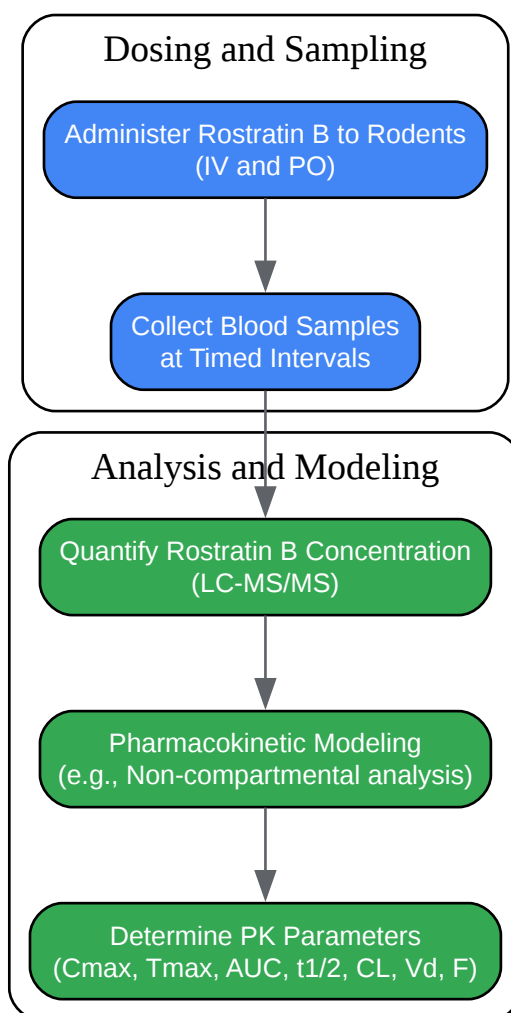 Dosing and Sampling
Administer Rostratin B to Rodents
(IV and PO)
Collect Blood Samples
at Timed Intervals
Analysis and Modeling
Quantify Rostratin B Concentration
(LC-MS/MS)
Pharmacokinetic Modeling
(e.g., Non-compartmental analysis)
Determine PK Parameters
(Cmax, Tmax, AUC, t1/2, CL, Vd, F)